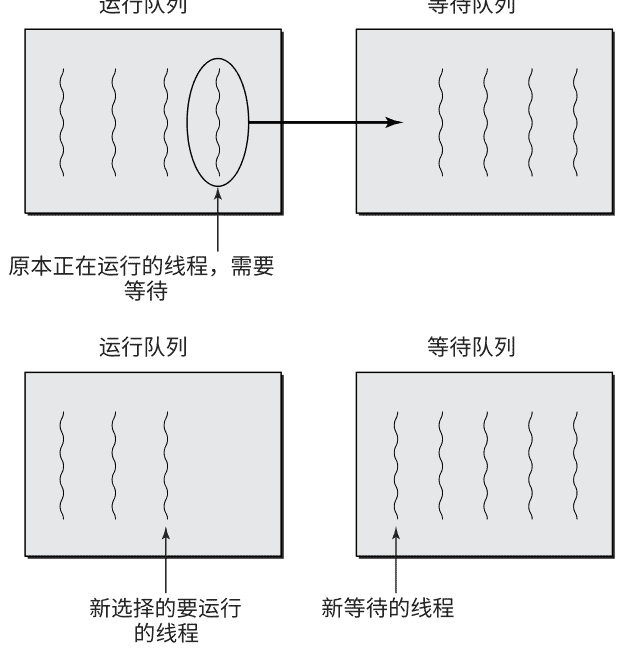 运行队列
等待队列
原本正在运行的线程，需要
等待
运行队列
等待队列
新选择的要运行
的线程
新等待的线程